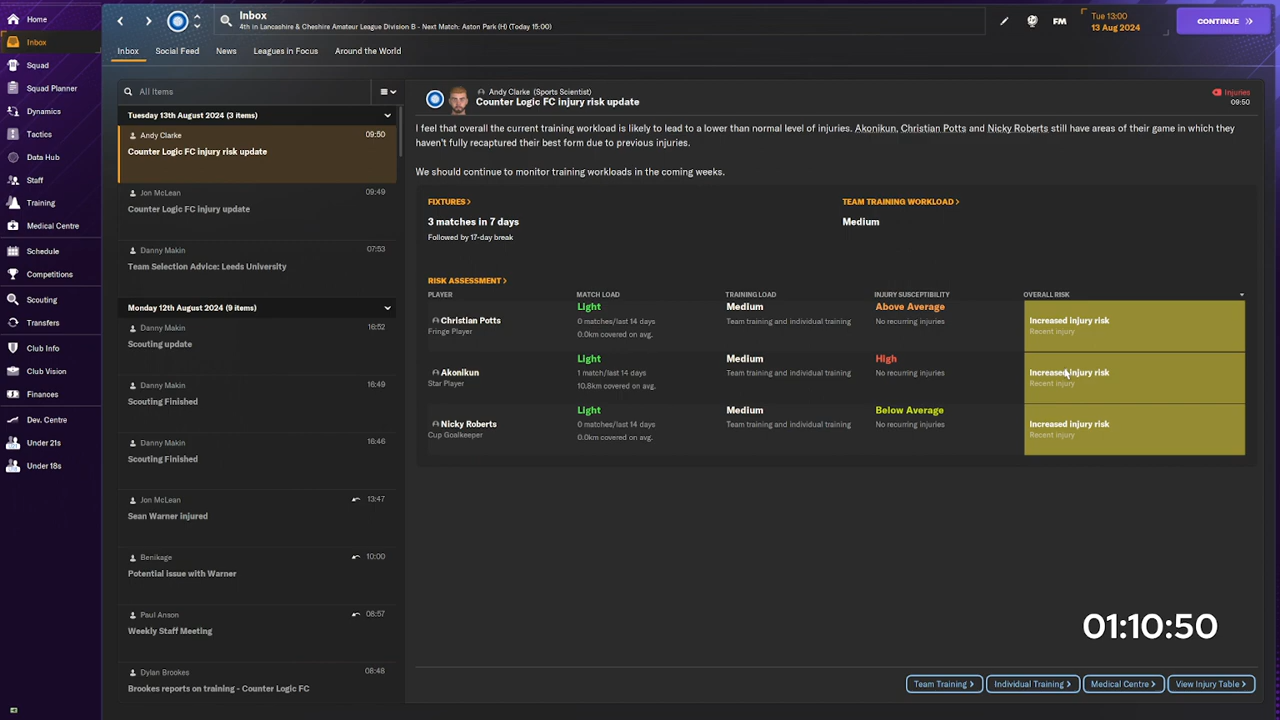 Home
Inbox
Squad
Squad Planner
Dynamics
Tactics
Data Hub
Staff
Training
Medical Centre
Schedule
Competitions
Scouting
Transfers
Club Info
Club Vision
Finances
Dev. Centre
Under 21s
Under 18s
Inbox
4th in Lancashire & Cheshire Amateur League Division B - Next Match: Aston Park (H) (Today 15:00)
FM
Tue 13:00
13 Aug 2024
CONTINUE
Inbox Social Feed News Leagues in Focus Around the World
All Items
Tuesday 13th August 2024 (3 items)
Andy Clarke 09:50
Counter Logic FC injury risk update
Jon McLean 09:49
Counter Logic FC injury update
Danny Makin 07:53
Team Selection Advice: Leeds University
Monday 12th August 2024 (9 items)
Danny Makin 16:52
Scouting update
Danny Makin 16:49
Scouting Finished
Danny Makin 16:46
Scouting Finished
Jon McLean 13:47
Sean Warner injured
Benikage 10:00
Potential issue with Warner
Paul Anson 08:57
Weekly Staff Meeting
Dylan Brookes 08:48
Brookes reports on training - Counter Logic FC
Andy Clarke (Sports Scientist)
Counter Logic FC injury risk update
Injuries
09:50
I feel that overall the current training workload is likely to lead to a lower than normal level of injuries. Akonikun, Christian Potts and Nicky Roberts still have areas of their game in which they
haven't fully recaptured their best form due to previous injuries.
We should continue to monitor training workloads in the coming weeks.
FIXTURES >
3 matches in 7 days
Followed by 17-day break
TEAM TRAINING WORKLOAD >
Medium
RISK ASSESSMENT >
PLAYER MATCH LOAD TRAINING LOAD INJURY SUSCEPTIBILITY OVERALL RISK
Christian Potts
Fringe Player
Light
0 matches/last 14 days
0.0km covered on avg.
Medium
Team training and individual training
Above Average
No recurring injuries
Increased injury risk
Recent injury
Akonikun
Star Player
Light
1 match/last 14 days
10.8km covered on avg.
Medium
Team training and individual training
High
No recurring injuries
Increased injury risk
Recent injury
Nicky Roberts
Cup Goalkeeper
Light
0 matches/last 14 days
0.0km covered on avg.
Medium
Team training and individual training
Below Average
No recurring injuries
Increased injury risk
Recent injury
01:10:50
Team Training > Individual Training > Medical Centre > View Injury Table >